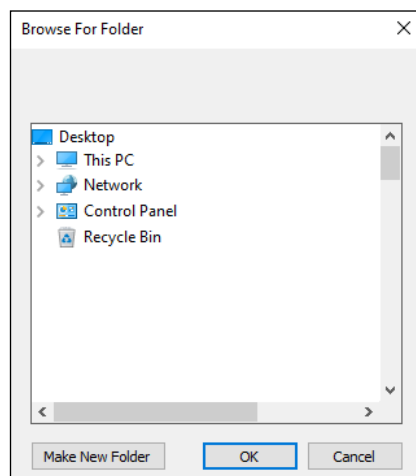 Browse For Folder
Desktop
This PC
Network
Control Panel
Recycle Bin
Make New Folder
OK
Cancel